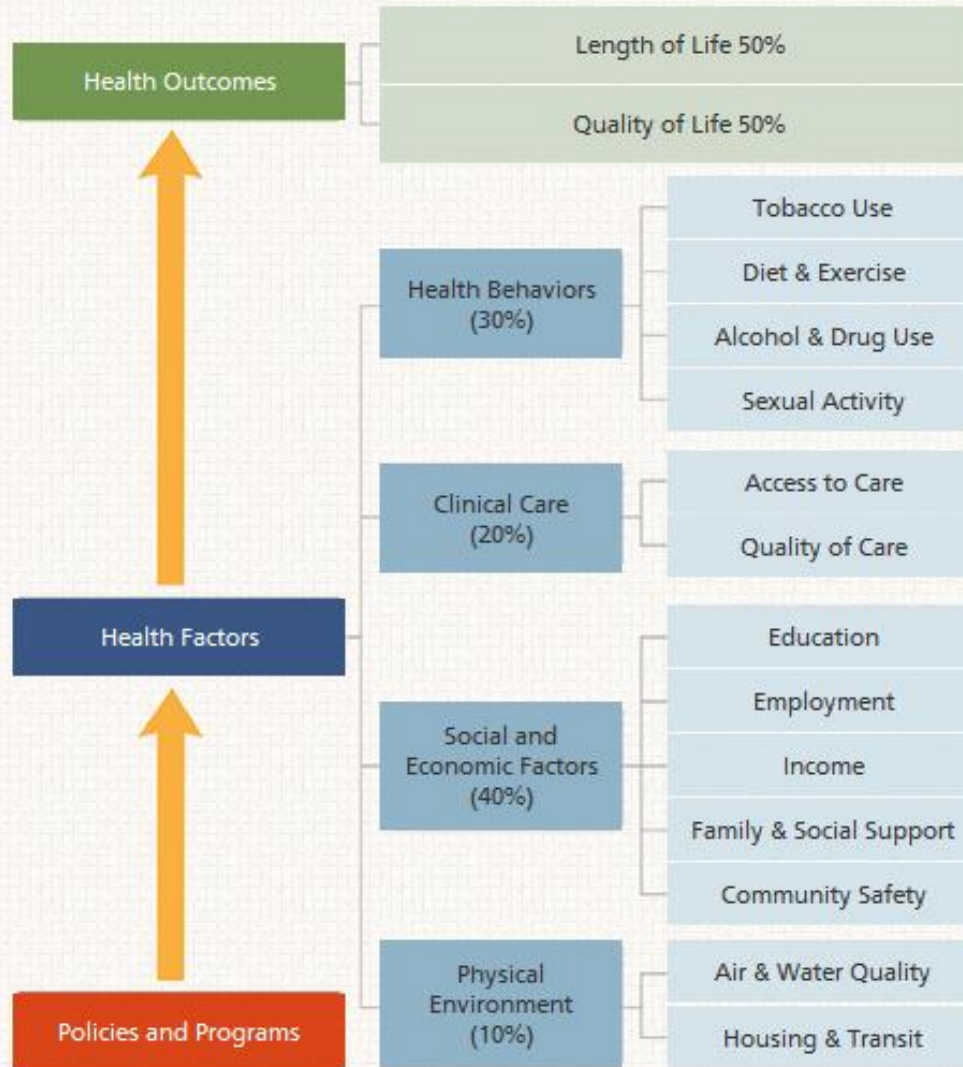 Health Outcomes
Length of Life 50%
Quality of Life 50%
Health Factors
Health Behaviors
(30%)
Tobacco Use
Diet & Exercise
Alcohol & Drug Use
Sexual Activity
Clinical Care
(20%)
Access to Care
Quality of Care
Social and
Economic Factors
(40%)
Education
Employment
Income
Family & Social Support
Community Safety
Physical
Environment
(10%)
Air & Water Quality
Housing & Transit
Policies and Programs